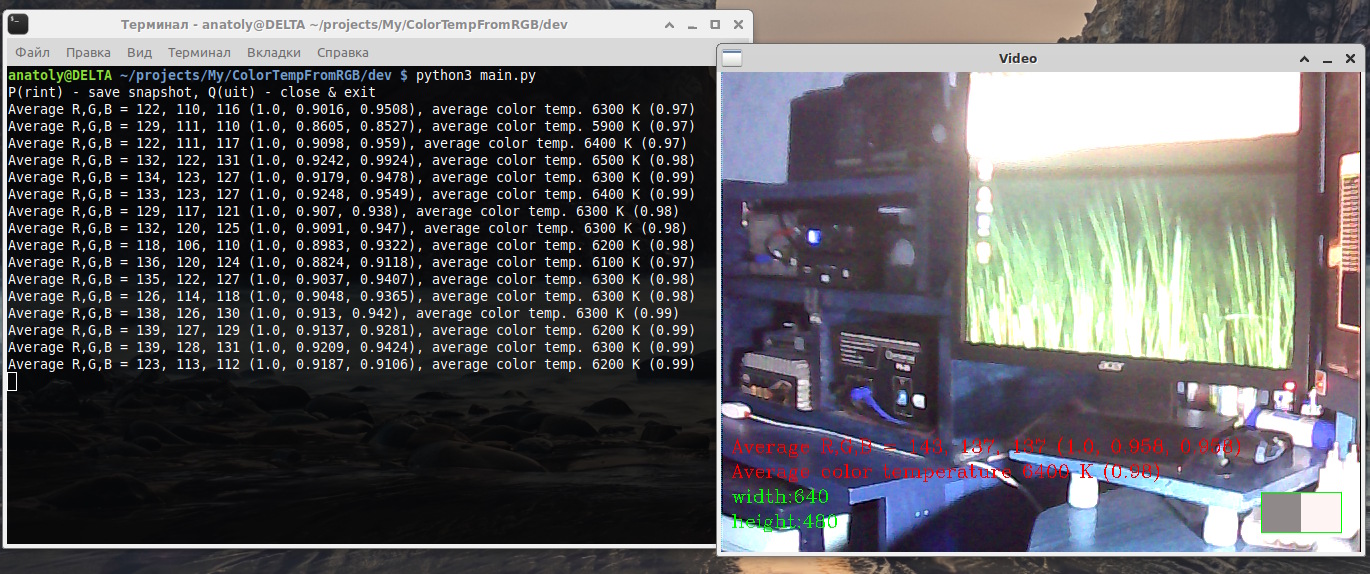 Терминал - anatoly@DELTA ~/projects/My/ColorTempFromRGB/dev
Файл Правка Вид Терминал Вкладки Справка
anatoly@DELTA ~/projects/My/ColorTempFromRGB/dev $ python3 main.py
P(rint) - save snapshot, Q(uit) - close & exit
Average R,G,B = 122, 110, 116 (1.0, 0.9016, 0.9508), average color temp. 6300 K (0.97)
Average R,G,B = 129, 111, 110 (1.0, 0.8605, 0.8527), average color temp. 5900 K (0.97)
Average R,G,B = 122, 111, 117 (1.0, 0.9098, 0.959), average color temp. 6400 K (0.97)
Average R,G,B = 132, 122, 131 (1.0, 0.9242, 0.9924), average color temp. 6500 K (0.98)
Average R,G,B = 134, 123, 127 (1.0, 0.9179, 0.9478), average color temp. 6300 K (0.99)
Average R,G,B = 133, 123, 127 (1.0, 0.9248, 0.9549), average color temp. 6400 K (0.99)
Average R,G,B = 129, 117, 121 (1.0, 0.907, 0.938), average color temp. 6300 K (0.98)
Average R,G,B = 132, 120, 125 (1.0, 0.9091, 0.947), average color temp. 6300 K (0.98)
Average R,G,B = 118, 106, 110 (1.0, 0.8983, 0.9322), average color temp. 6200 K (0.98)
Average R,G,B = 136, 120, 124 (1.0, 0.8824, 0.9118), average color temp. 6100 K (0.97)
Average R,G,B = 135, 122, 127 (1.0, 0.9037, 0.9407), average color temp. 6300 K (0.98)
Average R,G,B = 126, 114, 118 (1.0, 0.9048, 0.9365), average color temp. 6300 K (0.98)
Average R,G,B = 138, 126, 130 (1.0, 0.913, 0.942), average color temp. 6300 K (0.99)
Average R,G,B = 139, 127, 129 (1.0, 0.9137, 0.9281), average color temp. 6200 K (0.99)
Average R,G,B = 139, 128, 131 (1.0, 0.9209, 0.9424), average color temp. 6300 K (0.99)
Average R,G,B = 123, 113, 112 (1.0, 0.9187, 0.9106), average color temp. 6200 K (0.99)
Video
acer
Average R,G,B = 143, 137, 137 (1.0, 0.958, 0.958)
Average color temperature 6400 K (0.98)
width:640
height:480